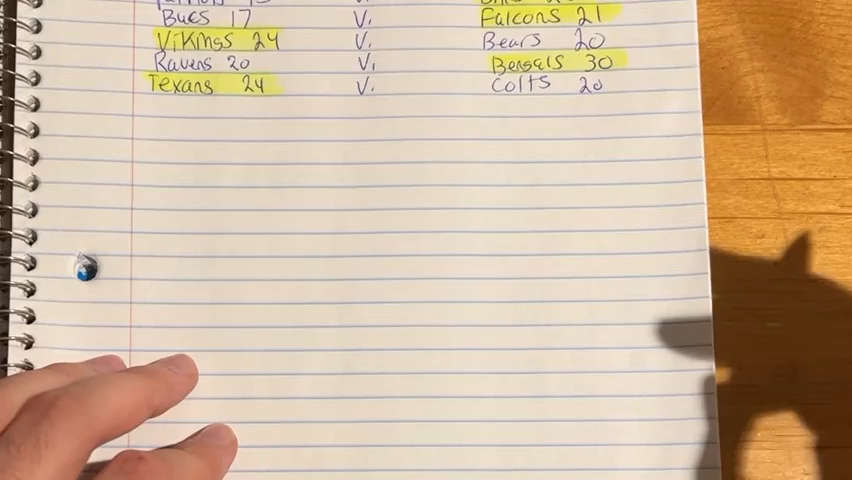 Bucs 17 V. Falcons 21
Vikings 24 V. Bears 20
Ravens 20 V. Bengals 30
Texans 24 V. Colts 20